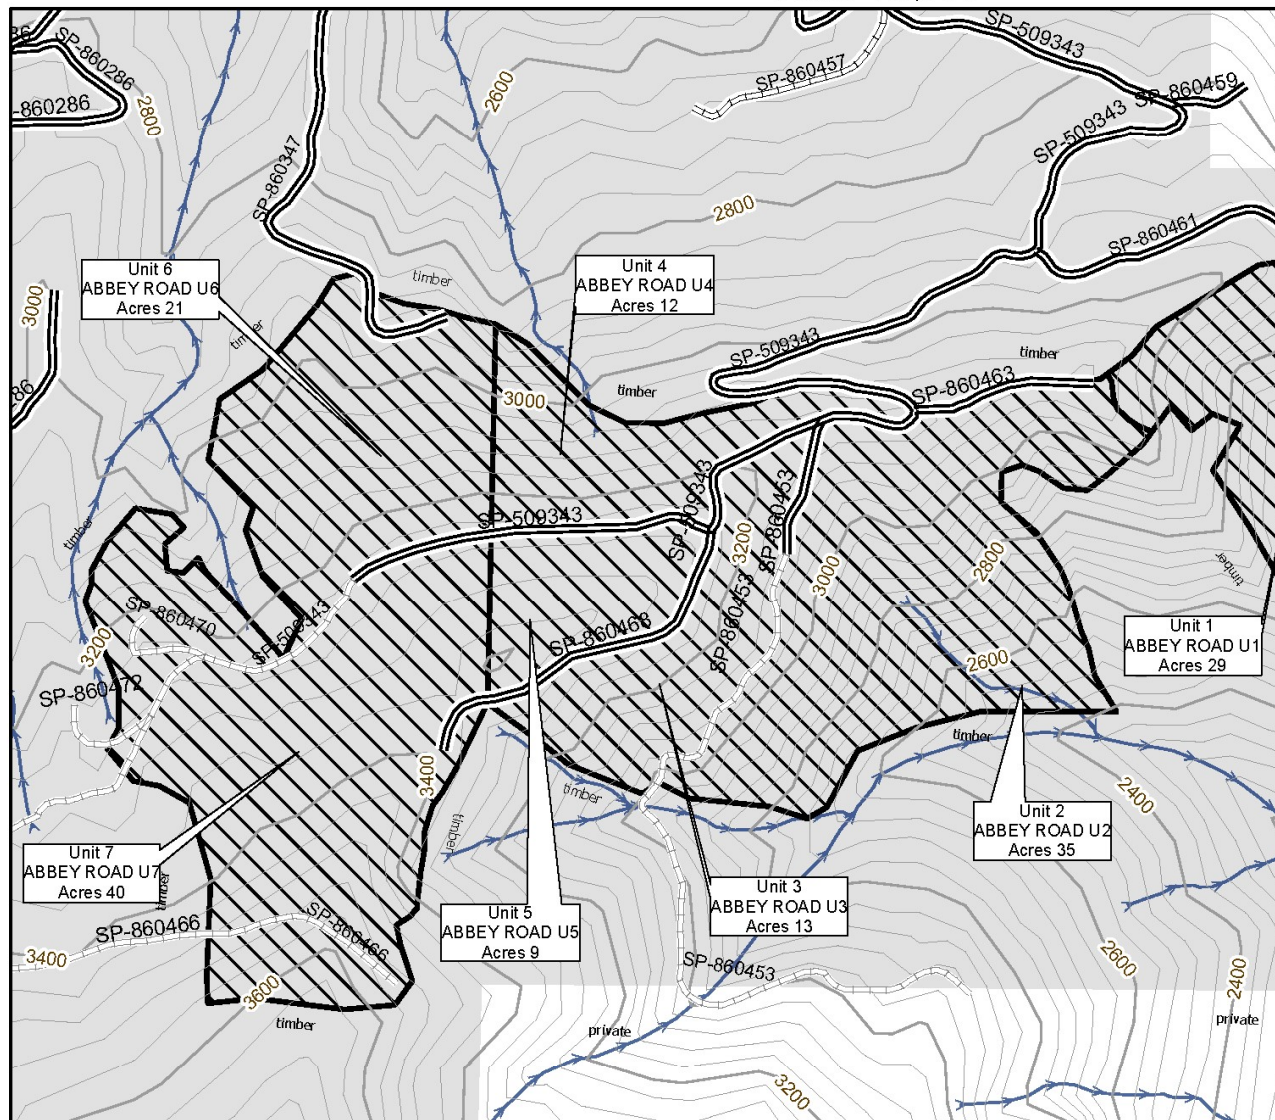 SP-509343
86
SP-860286
SP-860457
SP-860459
-860286
2800
2600
SP-509343
SP-860347
2800
SP-860461
Unit 6
ABBEY ROAD U6
Acres 21
timber
Unit 4
ABBEY ROAD U4
Acres 12
3000
timber
SP-509343
timber
286
3000
timber
SP-860463
SP-509343
SP-860453
SP-509343
timber
3200
2800
3000
timber
SP-860470
SP-509343
SP-860468
SP-860453
Unit 1
ABBEY ROAD U1
Acres 29
3200
2600
SP-860472
timber
3400
timber
2400
timber
Unit 2
ABBEY ROAD U2
Acres 35
Unit 7
ABBEY ROAD U7
Acres 40
timber
Unit 3
ABBEY ROAD U3
Acres 13
Unit 5
ABBEY ROAD U5
Acres 9
SP-860466
SP-860466
3400
SP-860453
2600
2400
3600
timber
private
private
3200